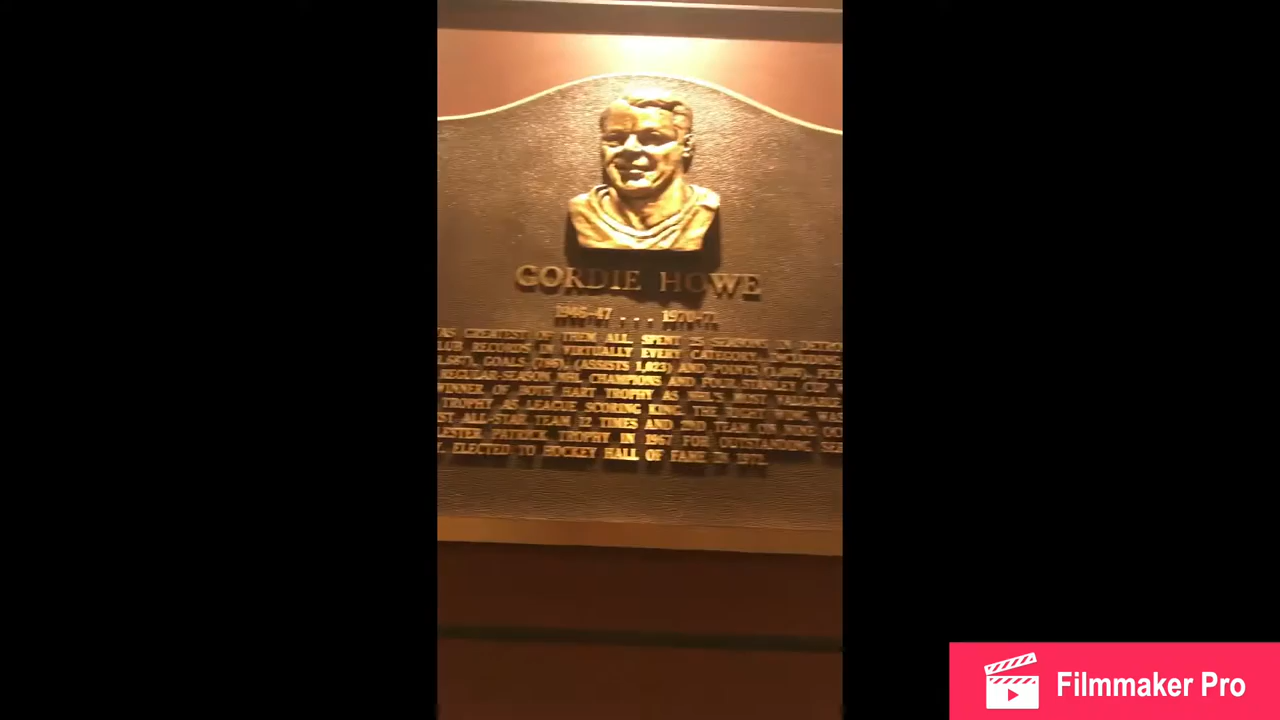 GORDIE HOWE
1946-47 . . . 1970-71
AS GREATEST OF THEM ALL. SPENT 25 SEASONS IN
RECORDS IN VIRTUALLY EVERY CATEGORY, INCLUDING
GOALS (786), (ASSISTS 1,023) AND POINTS
REGULAR-SEASON NHL CHAMPIONS AND FOUR STANLEY CUP
WINNER OF BOTH HART TROPHY AS NHL'S MOST VALUABLE
TROPHY AS LEAGUE SCORING KING. THE RIGHT WING WAS
ALL-STAR TEAM 12 TIMES AND 2ND TEAM ON NINE
LESTER PATRICK TROPHY IN 1967 FOR OUTSTANDING
ELECTED TO HOCKEY HALL OF FAME IN 1972.
Filmmaker Pro